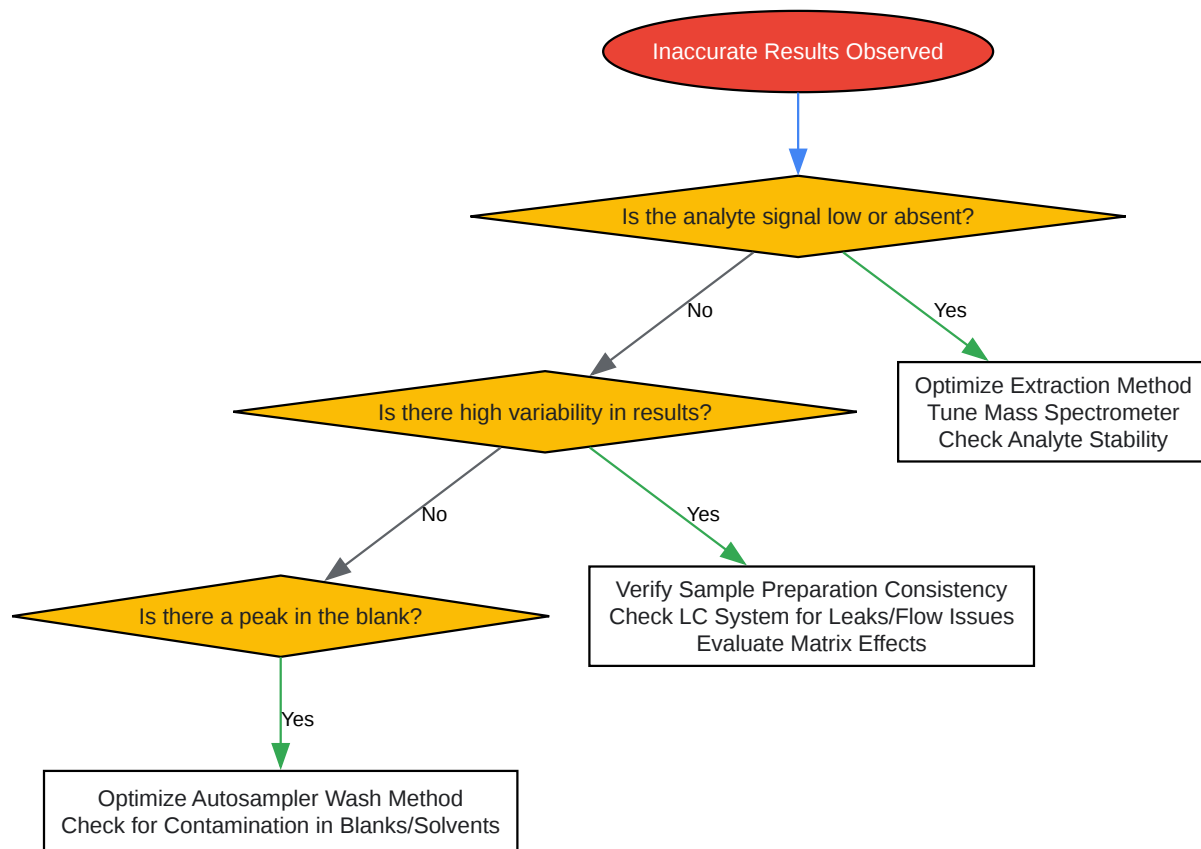 Inaccurate Results Observed
Is the analyte signal low or absent?
No
Yes
Optimize Extraction Method
Tune Mass Spectrometer
Check Analyte Stability
Is there high variability in results?
No
Yes
Verify Sample Preparation Consistency
Check LC System for Leaks/Flow Issues
Evaluate Matrix Effects
Is there a peak in the blank?
Yes
Optimize Autosampler Wash Method
Check for Contamination in Blanks/Solvents